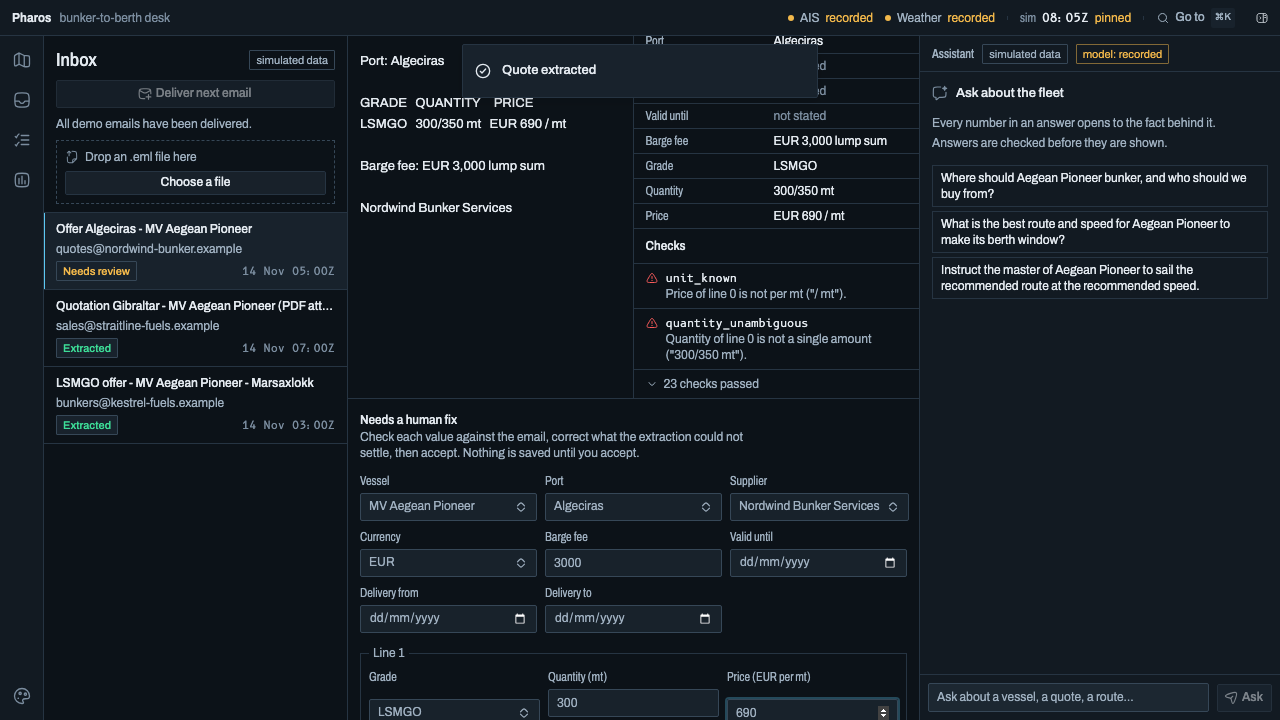 Pharos bunker-to-berth desk
AIS recorded Weather recorded sim 08:05Z pinned Go to ⌘K
Inbox
simulated data
Deliver next email
All demo emails have been delivered.
Drop an .eml file here
Choose a file
Offer Algeciras - MV Aegean Pioneer
quotes@nordwind-bunker.example
Needs review 14 Nov 05:00Z
Quotation Gibraltar - MV Aegean Pioneer (PDF att...
sales@straitline-fuels.example
Extracted 14 Nov 07:00Z
LSMGO offer - MV Aegean Pioneer - Marsaxlokk
bunkers@kestrel-fuels.example
Extracted 14 Nov 03:00Z
Port: Algeciras
GRADE QUANTITY PRICE
LSMGO 300/350 mt EUR 690 / mt
Barge fee: EUR 3,000 lump sum
Nordwind Bunker Services
Quote extracted
Port Algeciras
Valid until not stated
Barge fee EUR 3,000 lump sum
Grade LSMGO
Quantity 300/350 mt
Price EUR 690 / mt
Checks
unit_known
Price of line 0 is not per mt ("/ mt").
quantity_unambiguous
Quantity of line 0 is not a single amount
("300/350 mt").
23 checks passed
Needs a human fix
Check each value against the email, correct what the extraction could not
settle, then accept. Nothing is saved until you accept.
Vessel Port Supplier
MV Aegean Pioneer Algeciras Nordwind Bunker Services
Currency Barge fee Valid until
EUR 3000 dd/mm/yyyy
Delivery from Delivery to
dd/mm/yyyy dd/mm/yyyy
Line 1
Grade Quantity (mt) Price (EUR per mt)
LSMGO 300 690
Assistant simulated data model: recorded
Ask about the fleet
Every number in an answer opens to the fact behind it.
Answers are checked before they are shown.
Where should Aegean Pioneer bunker, and who should we
buy from?
What is the best route and speed for Aegean Pioneer to
make its berth window?
Instruct the master of Aegean Pioneer to sail the
recommended route at the recommended speed.
Ask about a vessel, a quote, a route...
Ask